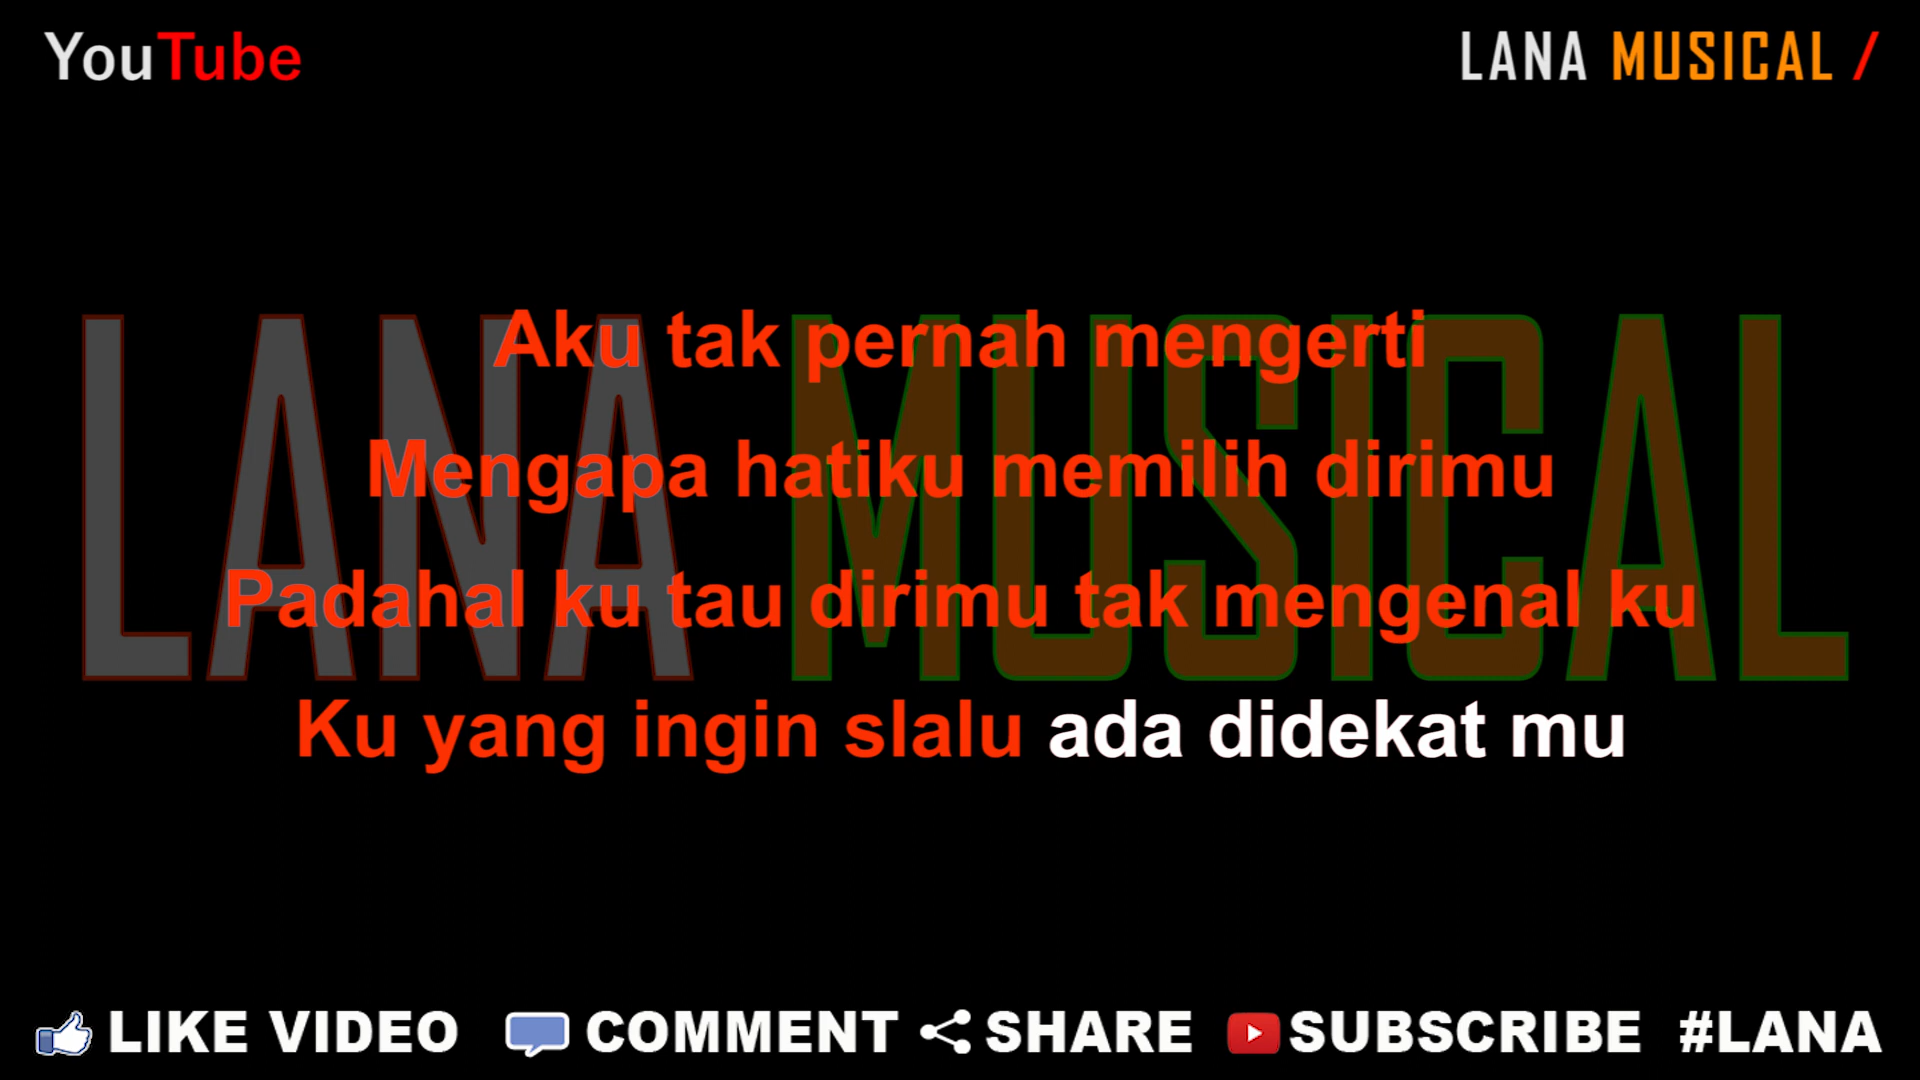 YouTube
LANA MUSICAL /
LANA MUSICAL
Aku tak pernah mengerti
Mengapa hatiku memilih dirimu
Padahal ku tau dirimu tak mengenal ku
Ku yang ingin slalu ada didekat mu
LIKE VIDEO COMMENT SHARE SUBSCRIBE #LANA